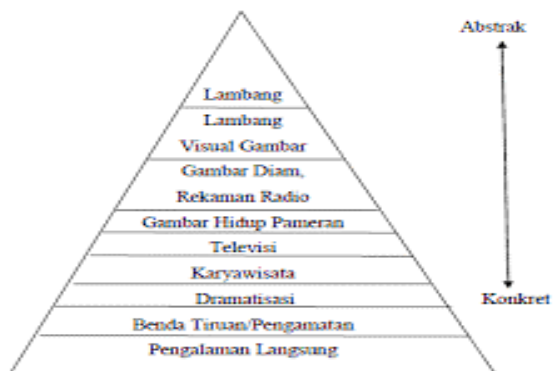 Abstrak
Lambang
Lambang
Visual Gambar
Gambar Diam,
Rekaman Radio
Gambar Hidup Pameran
Televisi
Karyawisata
Dramatisasi
Konkret
Benda Tiruan/Pengamatan
Pengalaman Langsung